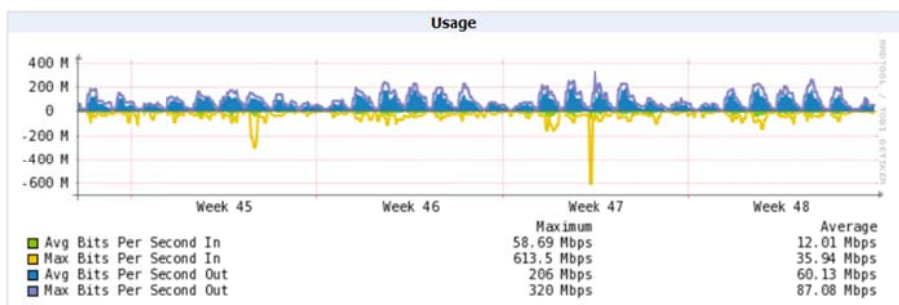 Usage
400 M
200 M
0
-200 M
-400 M
-600 M
RRDTOOL / TOBI OETIKER
Week 45 Week 46 Week 47 Week 48
Maximum Average
Avg Bits Per Second In 58.69 Mbps 12.01 Mbps
Max Bits Per Second In 613.5 Mbps 35.94 Mbps
Avg Bits Per Second Out 206 Mbps 60.13 Mbps
Max Bits Per Second Out 320 Mbps 87.08 Mbps